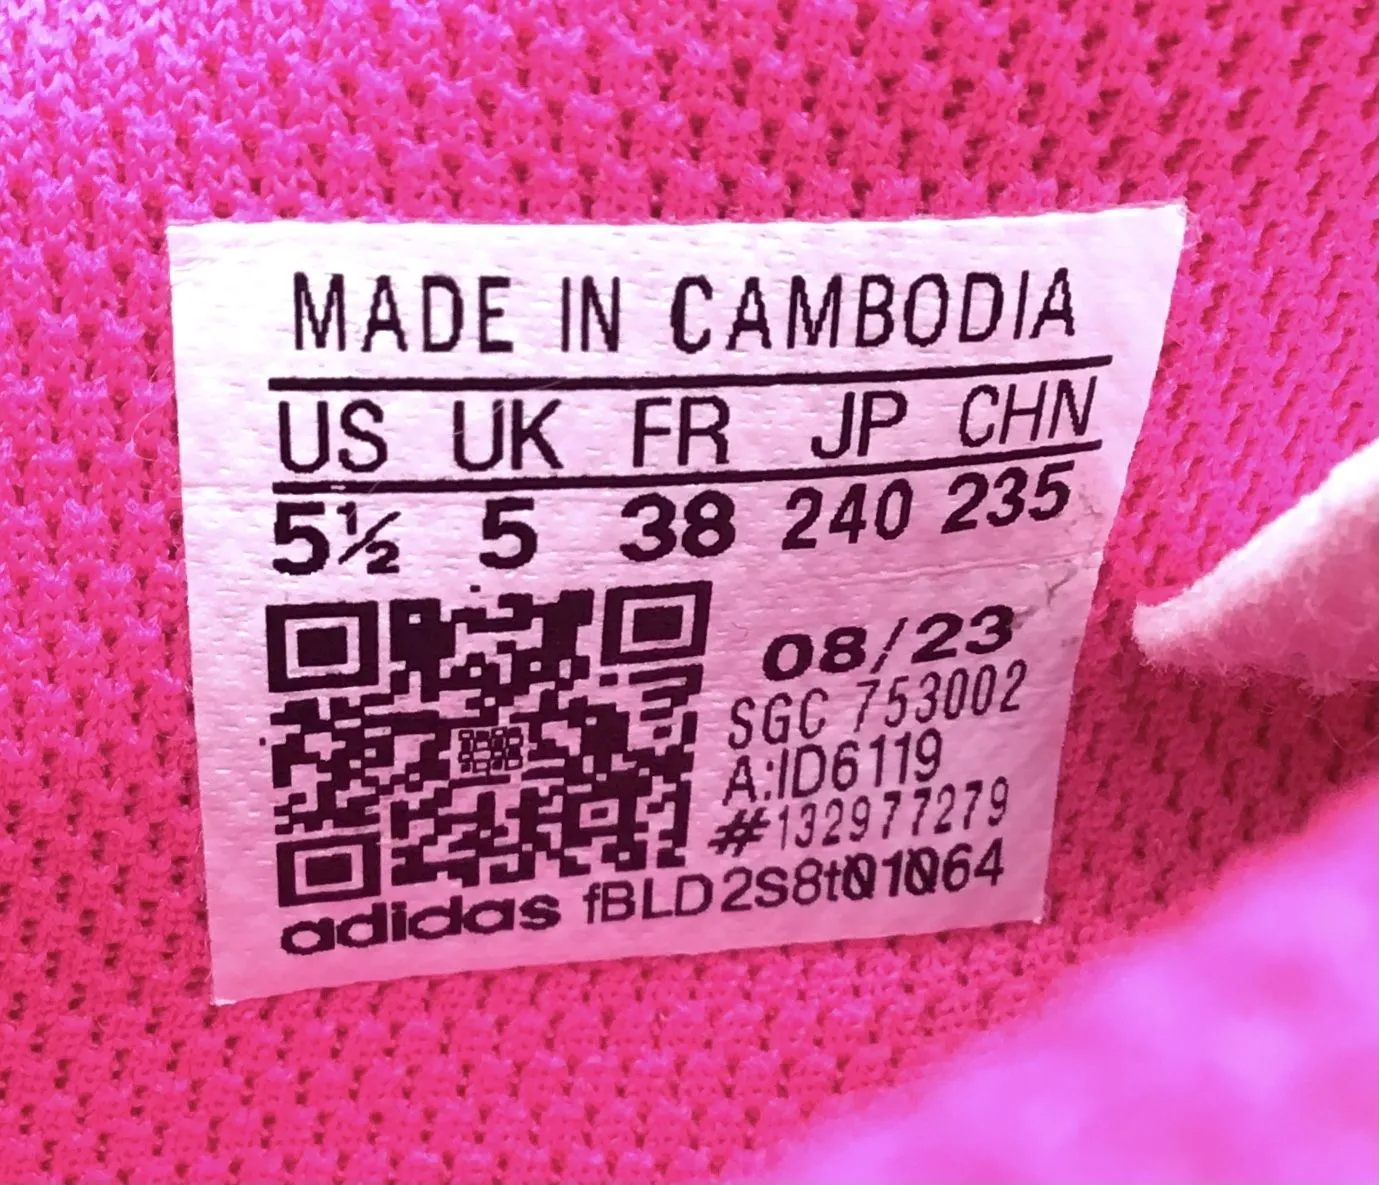 MADE IN CAMBODIA
US UK FR JP CHN
5½ 5 38 240 235
08/23
SGC 753002
A:ID6119
#132977279
adidas fBLD2S8t01064